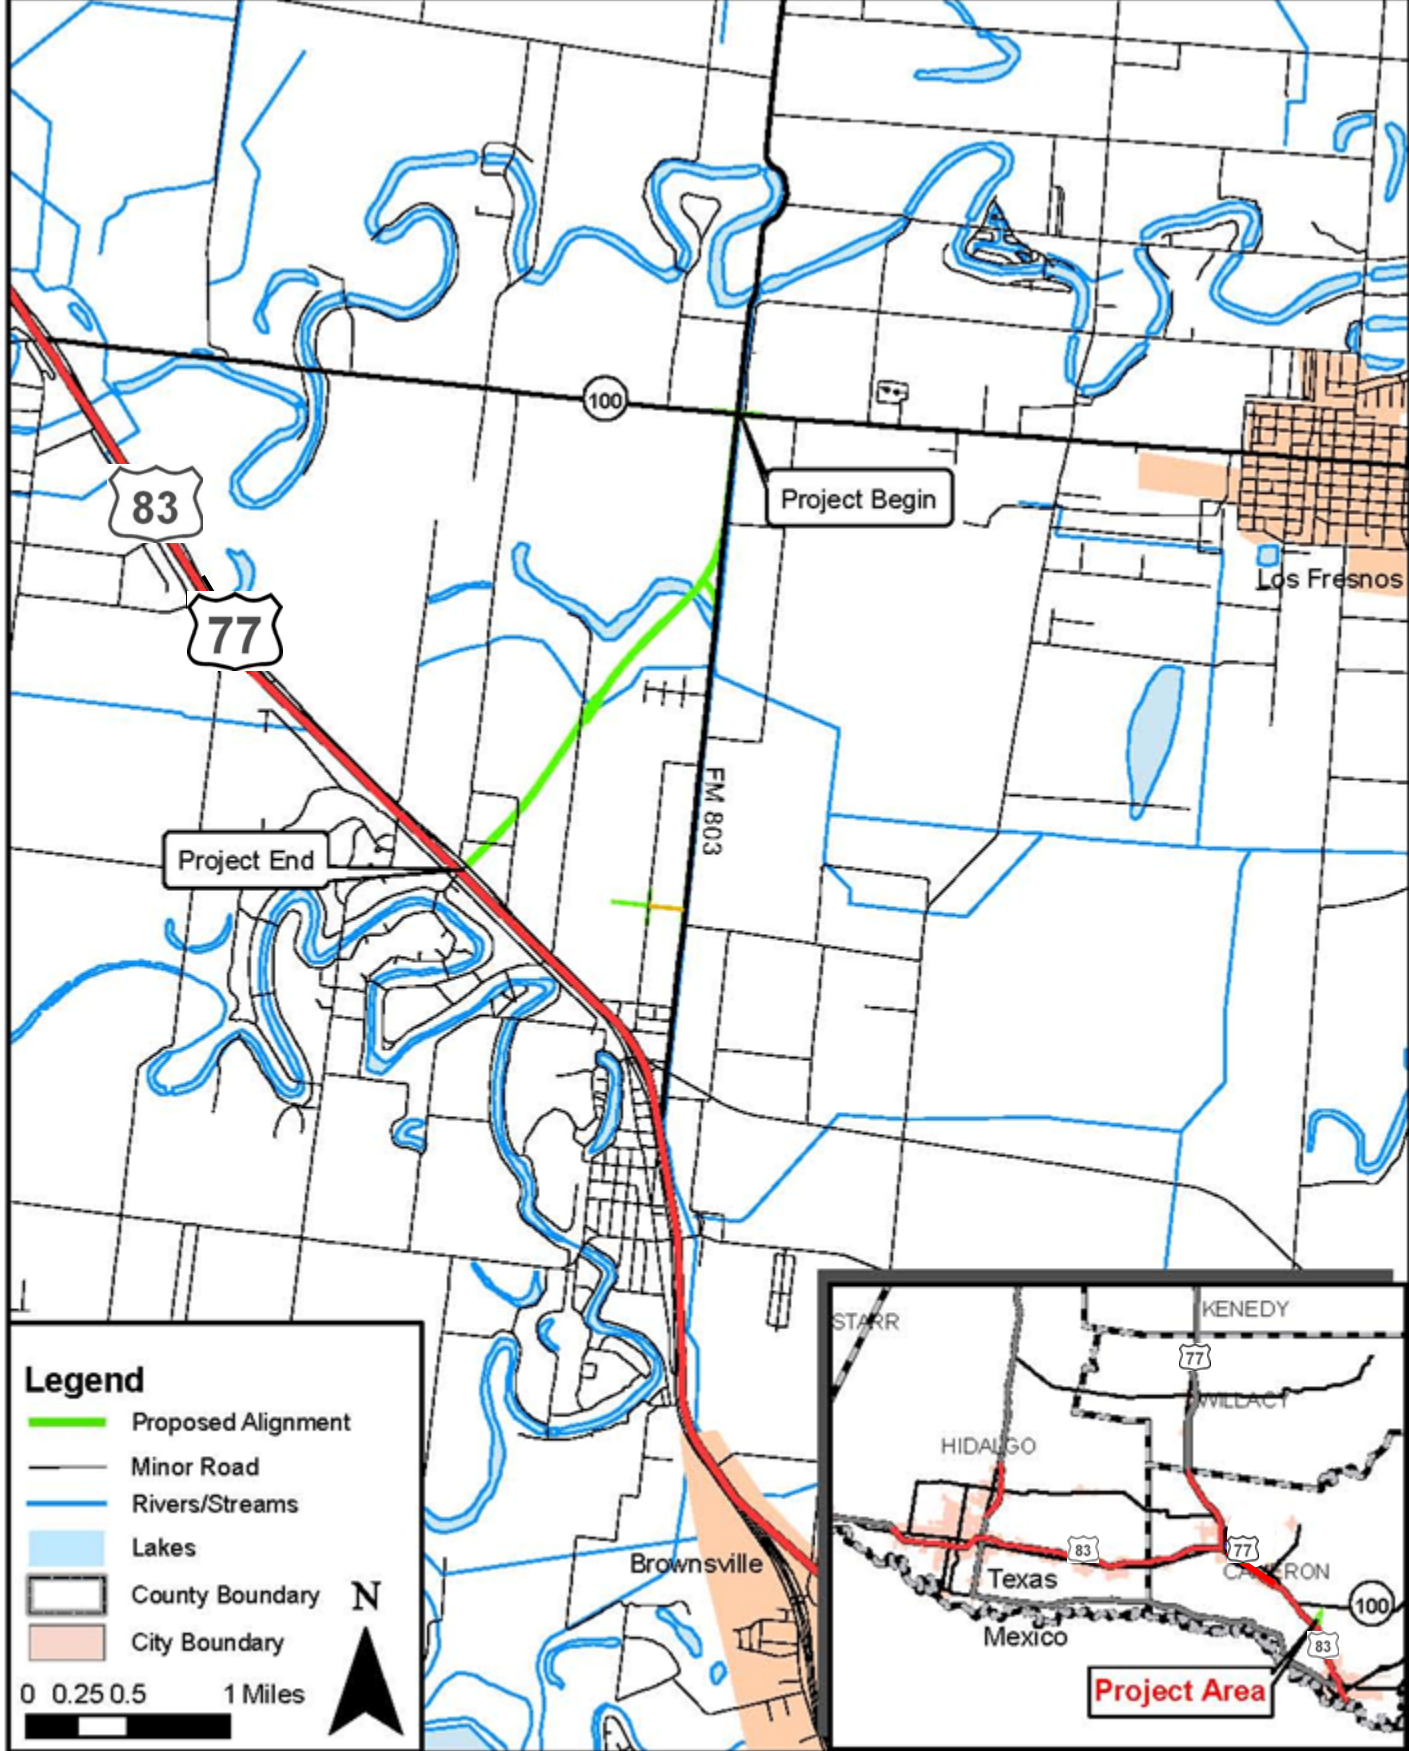 100
Project Begin
83
Los Fresnos
77
FM 803
Project End
Brownsville
Legend
Proposed Alignment
Minor Road
Rivers/Streams
Lakes
County Boundary
City Boundary
N
0 0.25 0.5 1 Miles
STARR
KENEDY
77
WILLACY
HIDALGO
83
77
CAMERON
Texas
100
Mexico
83
Project Area